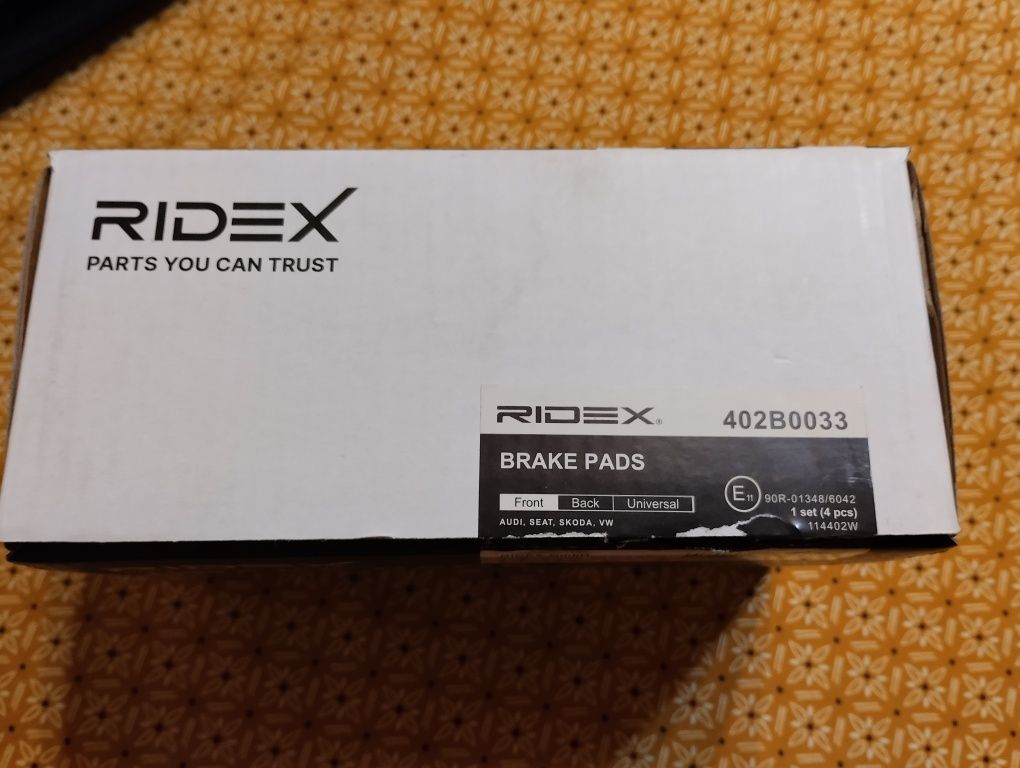 RIDEX
PARTS YOU CAN TRUST
RIDEX® 402B0033
BRAKE PADS
Front Back Universal
E11 90R-01348/6042
1 set (4 pcs)
AUDI, SEAT, SKODA, VW
114402W